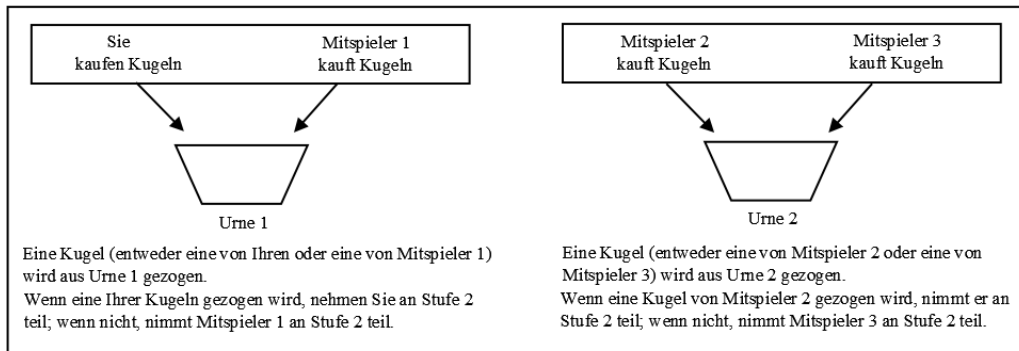 Sie
kaufen Kugeln
Mitspieler 1
kauft Kugeln
Urne 1
Eine Kugel (entweder eine von Ihren oder eine von Mitspieler 1)
wird aus Urne 1 gezogen.
Wenn eine Ihrer Kugeln gezogen wird, nehmen Sie an Stufe 2
teil; wenn nicht, nimmt Mitspieler 1 an Stufe 2 teil.
Mitspieler 2
kauft Kugeln
Mitspieler 3
kauft Kugeln
Urne 2
Eine Kugel (entweder eine von Mitspieler 2 oder eine von
Mitspieler 3) wird aus Urne 2 gezogen.
Wenn eine Kugel von Mitspieler 2 gezogen wird, nimmt er an
Stufe 2 teil; wenn nicht, nimmt Mitspieler 3 an Stufe 2 teil.